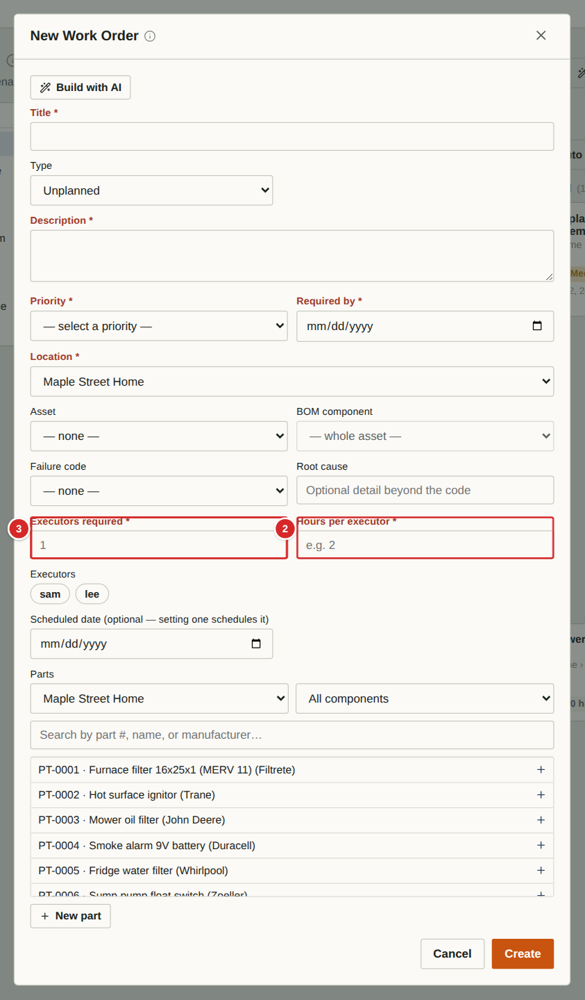 New Work Order
Build with AI
Title *
Type
Unplanned
Description *
Priority *
Required by *
— select a priority —
mm/dd/yyyy
Location *
Maple Street Home
Asset
BOM component
— none —
— whole asset —
Failure code
Root cause
— none —
Optional detail beyond the code
3
Executors required *
2
Hours per executor *
1
e.g. 2
Executors
sam
lee
Scheduled date (optional — setting one schedules it)
mm/dd/yyyy
Parts
Maple Street Home
All components
Search by part #, name, or manufacturer…
PT-0001 · Furnace filter 16x25x1 (MERV 11) (Filtrete)
PT-0002 · Hot surface ignitor (Trane)
PT-0003 · Mower oil filter (John Deere)
PT-0004 · Smoke alarm 9V battery (Duracell)
PT-0005 · Fridge water filter (Whirlpool)
PT-0006 · Sump pump float switch (Zoeller)
+ New part
Cancel
Create